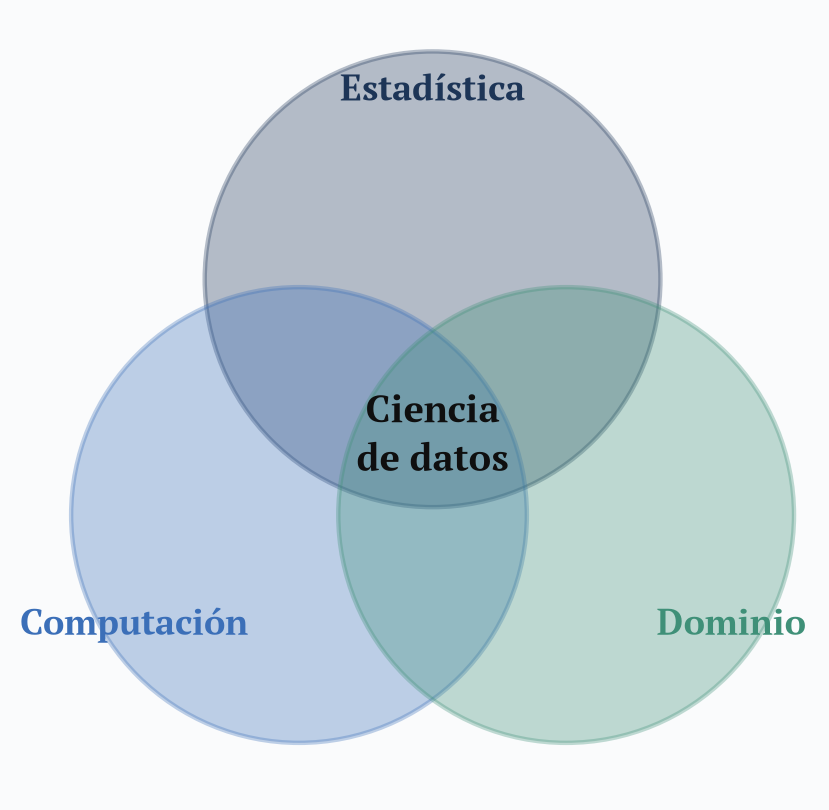 Estadística
Ciencia
de datos
Computación
Dominio